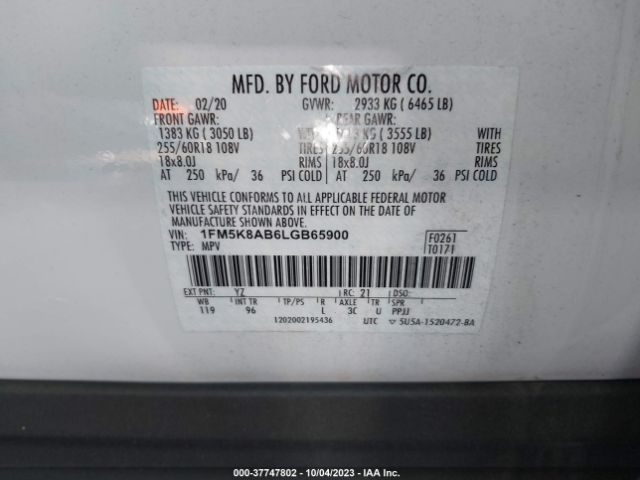 MFD. BY FORD MOTOR CO.
DATE: 02/20 GVWR: 2933 KG ( 6465 LB)
FRONT GAWR: REAR GAWR:
1383 KG ( 3050 LB) KG ( 3555 LB) WITH
255/60R18 108V TIRES 255/60R18 108V TIRES
18x8.0J RIMS 18x8.0J RIMS
AT 250 kPa/ 36 PSI COLD AT 250 kPa/ 36 PSI COLD
THIS VEHICLE CONFORMS TO ALL APPLICABLE FEDERAL MOTOR
VEHICLE SAFETY STANDARDS IN EFFECT ON THE DATE OF
MANUFACTURE SHOWN ABOVE.
VIN: 1FM5K8AB6LGB65900 F0261
TYPE: MPV T0171
EXT PNT: YZ RC: 21 DSO:
WB INT TR TP/PS R AXLE TR SPR
119 96 L 3C U PPJJ
1202002195436 UTC 5U5A-1520472-BA
000-37747802 - 10/04/2023 - IAA Inc.